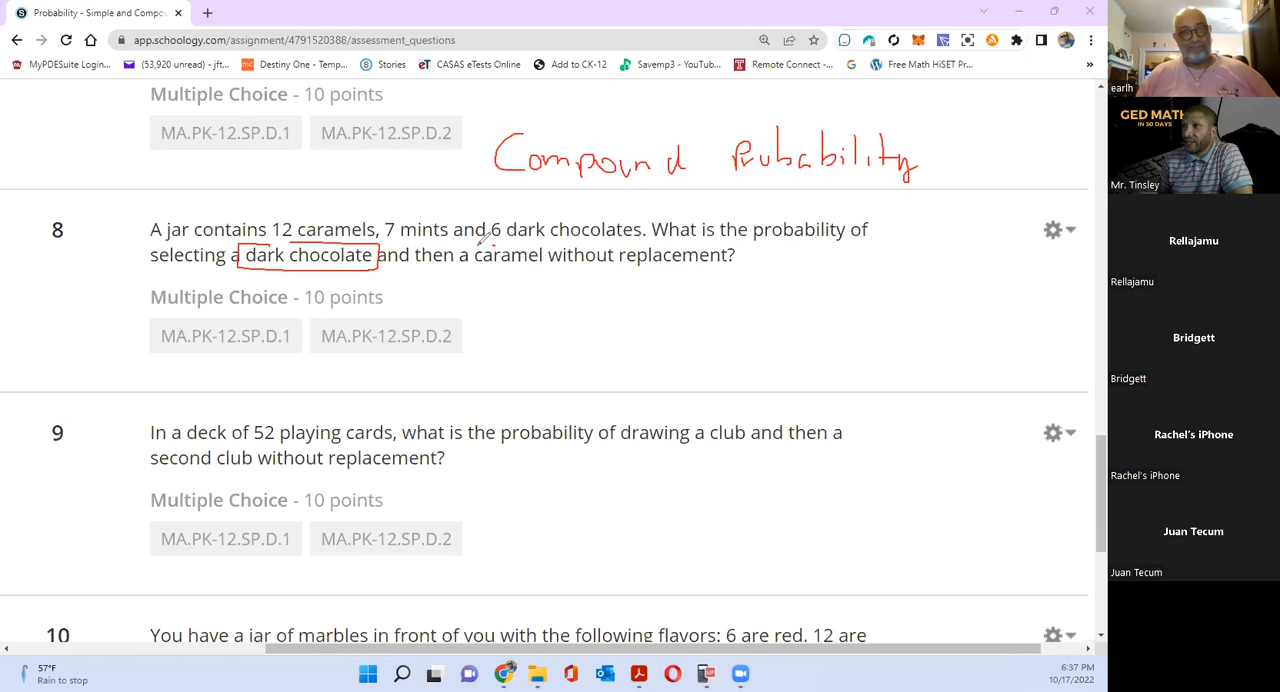 Probability - Simple and Compou
app.schoology.com/assignment/4791520388/assessment_questions
MyPDESuite Login...
(53,920 unread) - jft...
Destiny One - Temp...
Stories
CASAS eTests Online
Add to CK-12
Savemp3 - YouTub...
Remote Connect -...
Free Math HiSET Pr...
»
Multiple Choice - 10 points
MA.PK-12.SP.D.1 MA.PK-12.SP.D.2
Compound Probability
8
A jar contains 12 caramels, 7 mints and 6 dark chocolates. What is the probability of
selecting a dark chocolate and then a caramel without replacement?
Multiple Choice - 10 points
MA.PK-12.SP.D.1 MA.PK-12.SP.D.2
9
In a deck of 52 playing cards, what is the probability of drawing a club and then a
second club without replacement?
Multiple Choice - 10 points
MA.PK-12.SP.D.1 MA.PK-12.SP.D.2
10
You have a jar of marbles in front of you with the following flavors: 6 are red, 12 are
57°F
Rain to stop
6:37 PM
10/17/2022
earlh
GED MATH
IN 30 DAYS
Mr. Tinsley
Rellajamu
Rellajamu
Bridgett
Bridgett
Rachel's iPhone
Rachel's iPhone
Juan Tecum
Juan Tecum